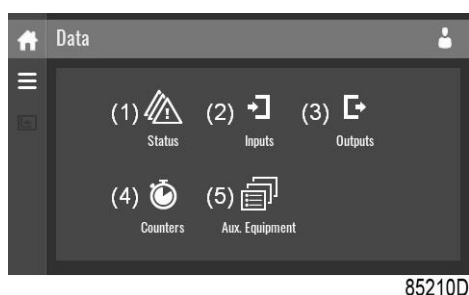 Data
(1) (2) (3)
Status Inputs Outputs
(4) (5)
Counters Aux. Equipment
85210D